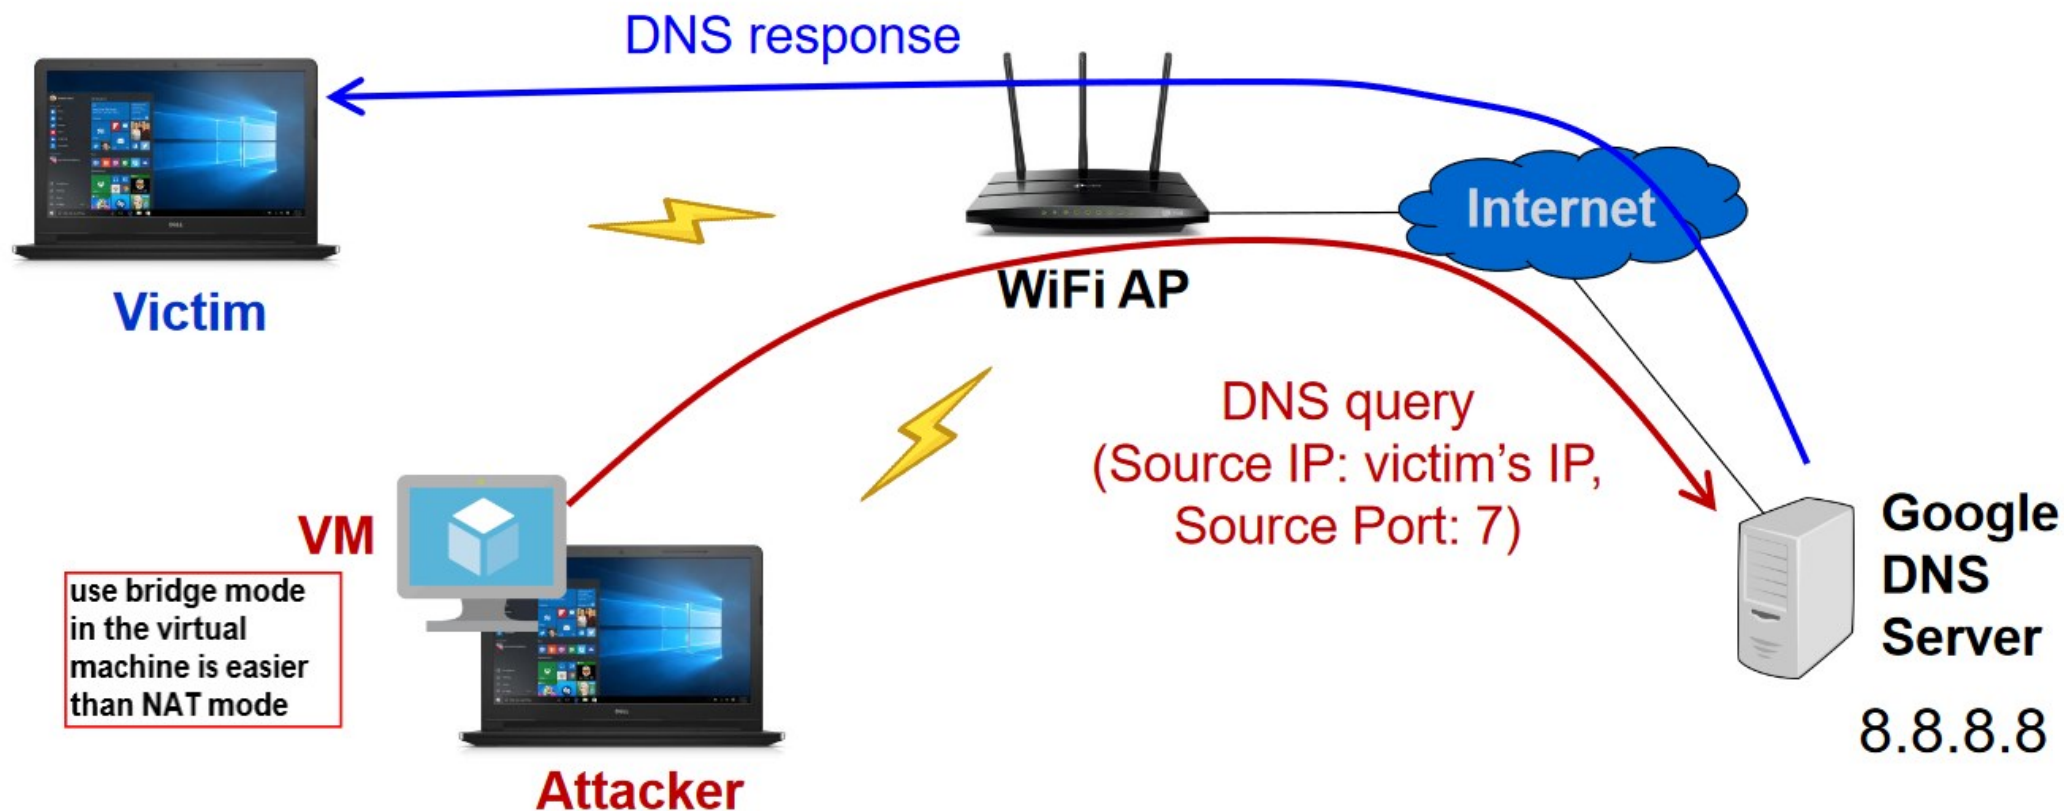 DNS response
Internet
WiFi AP
Victim
DNS query
(Source IP: victim's IP,
Source Port: 7)
VM
use bridge mode
in the virtual
machine is easier
than NAT mode
Attacker
Google
DNS
Server
8.8.8.8